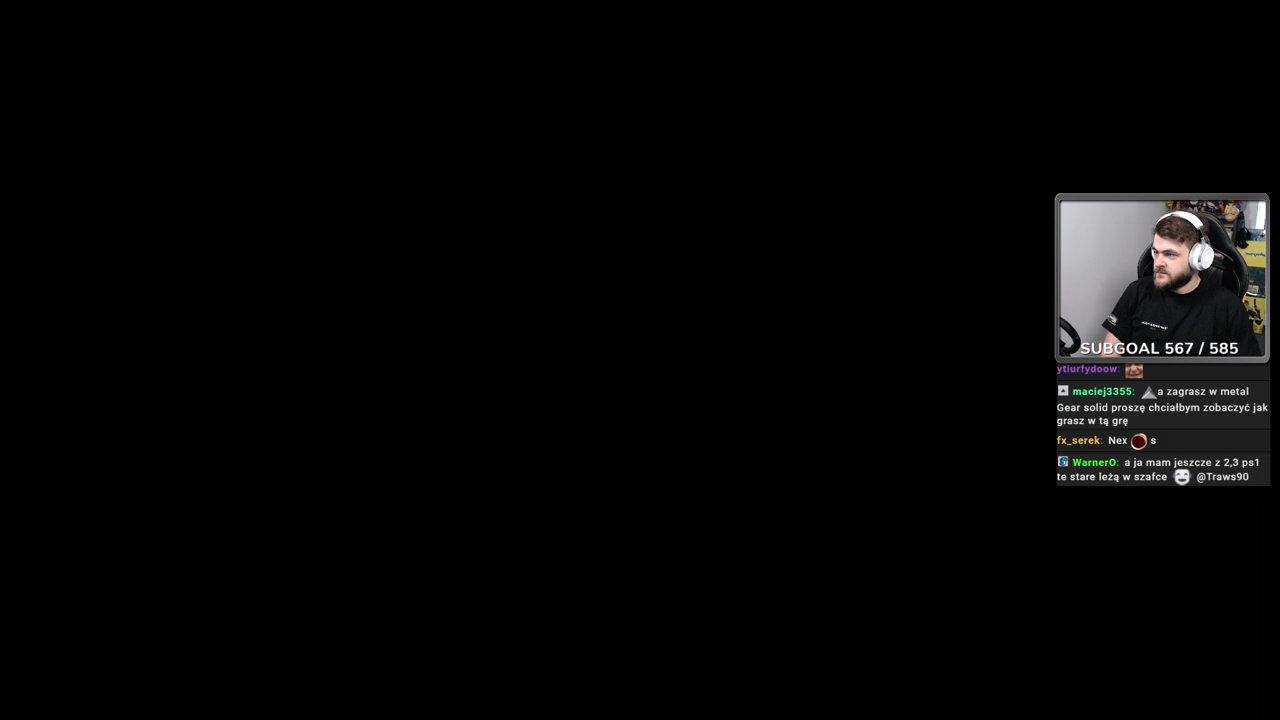 SUBGOAL 567 / 585
ytiurfydoow:
maciej3355: a zagrasz w metal
Gear solid proszę chciałbym zobaczyć jak
grasz w tą grę
fx_serek: Nex s
WarnerO: a ja mam jeszcze z 2,3 ps1
te stare leżą w szafce @Traws90